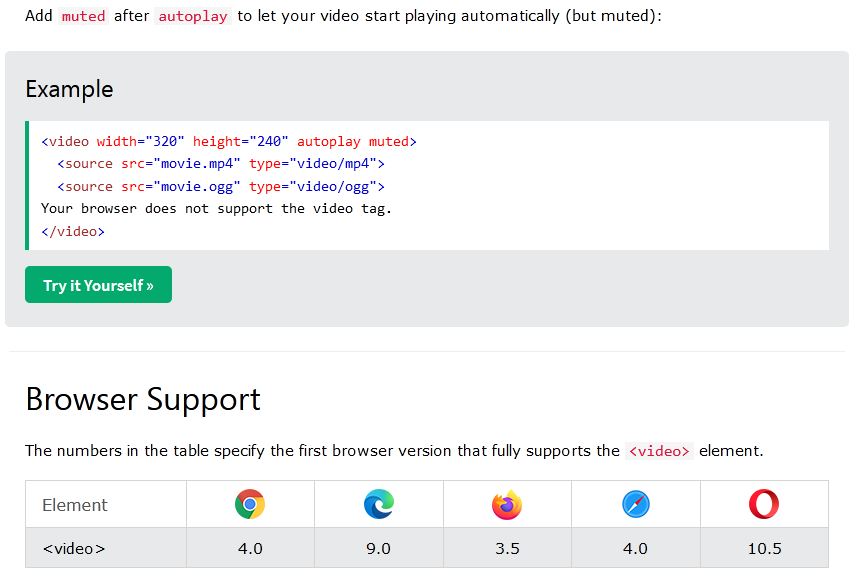 Add muted after autoplay to let your video start playing automatically (but muted):
Example
<video width="320" height="240" autoplay muted>
  <source src="movie.mp4" type="video/mp4">
  <source src="movie.ogg" type="video/ogg">
Your browser does not support the video tag.
</video>
Try it Yourself »
Browser Support
The numbers in the table specify the first browser version that fully supports the <video> element.
Element
<video> 4.0 9.0 3.5 4.0 10.5